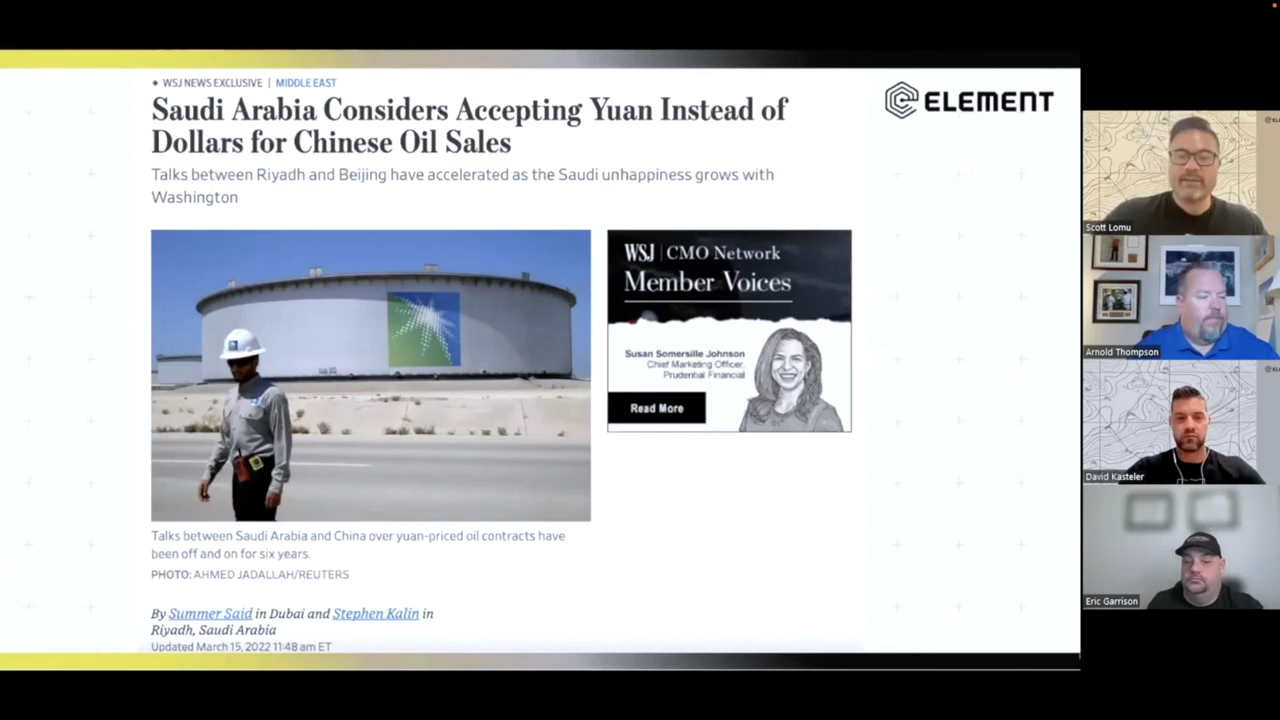 ◆ WSJ NEWS EXCLUSIVE | MIDDLE EAST
Saudi Arabia Considers Accepting Yuan Instead of
Dollars for Chinese Oil Sales
Talks between Riyadh and Beijing have accelerated as the Saudi unhappiness grows with
Washington
ELEMENT
WSJ | CMO Network
Member Voices
Susan Somersille Johnson
Chief Marketing Officer,
Prudential Financial
Read More
Talks between Saudi Arabia and China over yuan-priced oil contracts have
been off and on for six years.
PHOTO: AHMED JADALLAH/REUTERS
By Summer Said in Dubai and Stephen Kalin in
Riyadh, Saudi Arabia
Updated March 15, 2022 11:48 am ET
Scott Lomu
Arnold Thompson
David Kasteler
Eric Garrison